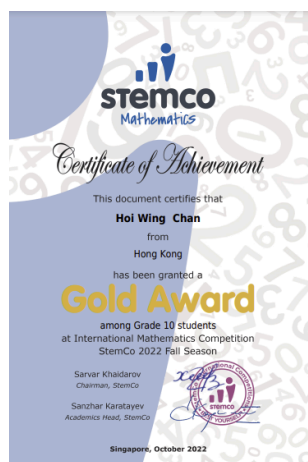 stemco
Mathematics
Certificate of Achievement
This document certifies that
Hoi Wing Chan
from
Hong Kong
has been granted a
Gold Award
among Grade 10 students
at International Mathematics Competition
StemCo 2022 Fall Season
Sarvar Khaidarov
Chairman, StemCo
Sanzhar Karatayev
Academics Head, StemCo
stemco
Singapore, October 2022